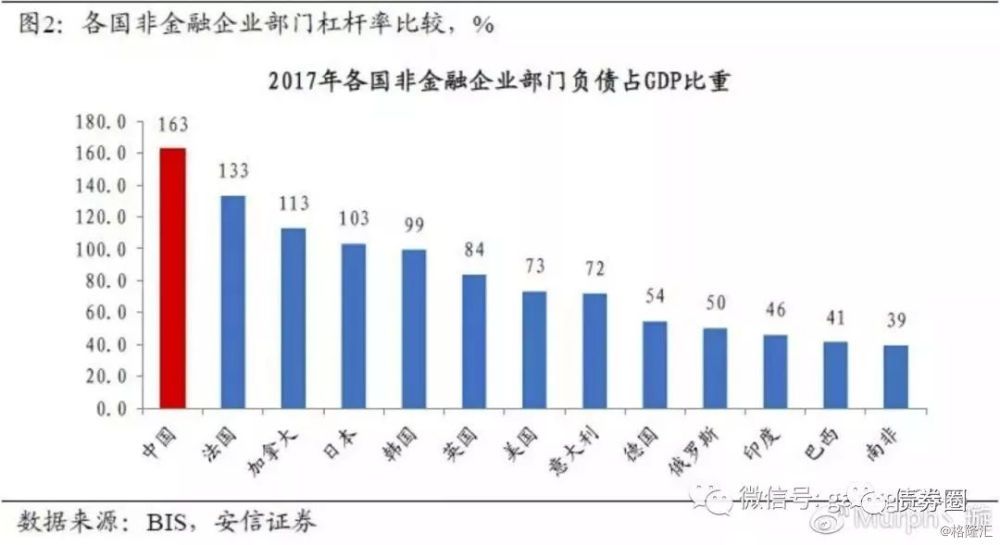 图2：各国非金融企业部门杠杆率比较，%
2017年各国非金融企业部门负债占GDP比重
180.0
160.0
140.0
120.0
100.0
80.0
60.0
40.0
20.0
0.0
163
133
113
103
99
84
73
72
54
50
46
41
39
中国
法国
加拿大
日本
韩国
英国
美国
意大利
德国
俄罗斯
印度
巴西
南非
微信号:
债券圈
数据来源：BIS，安信证券
@格隆汇